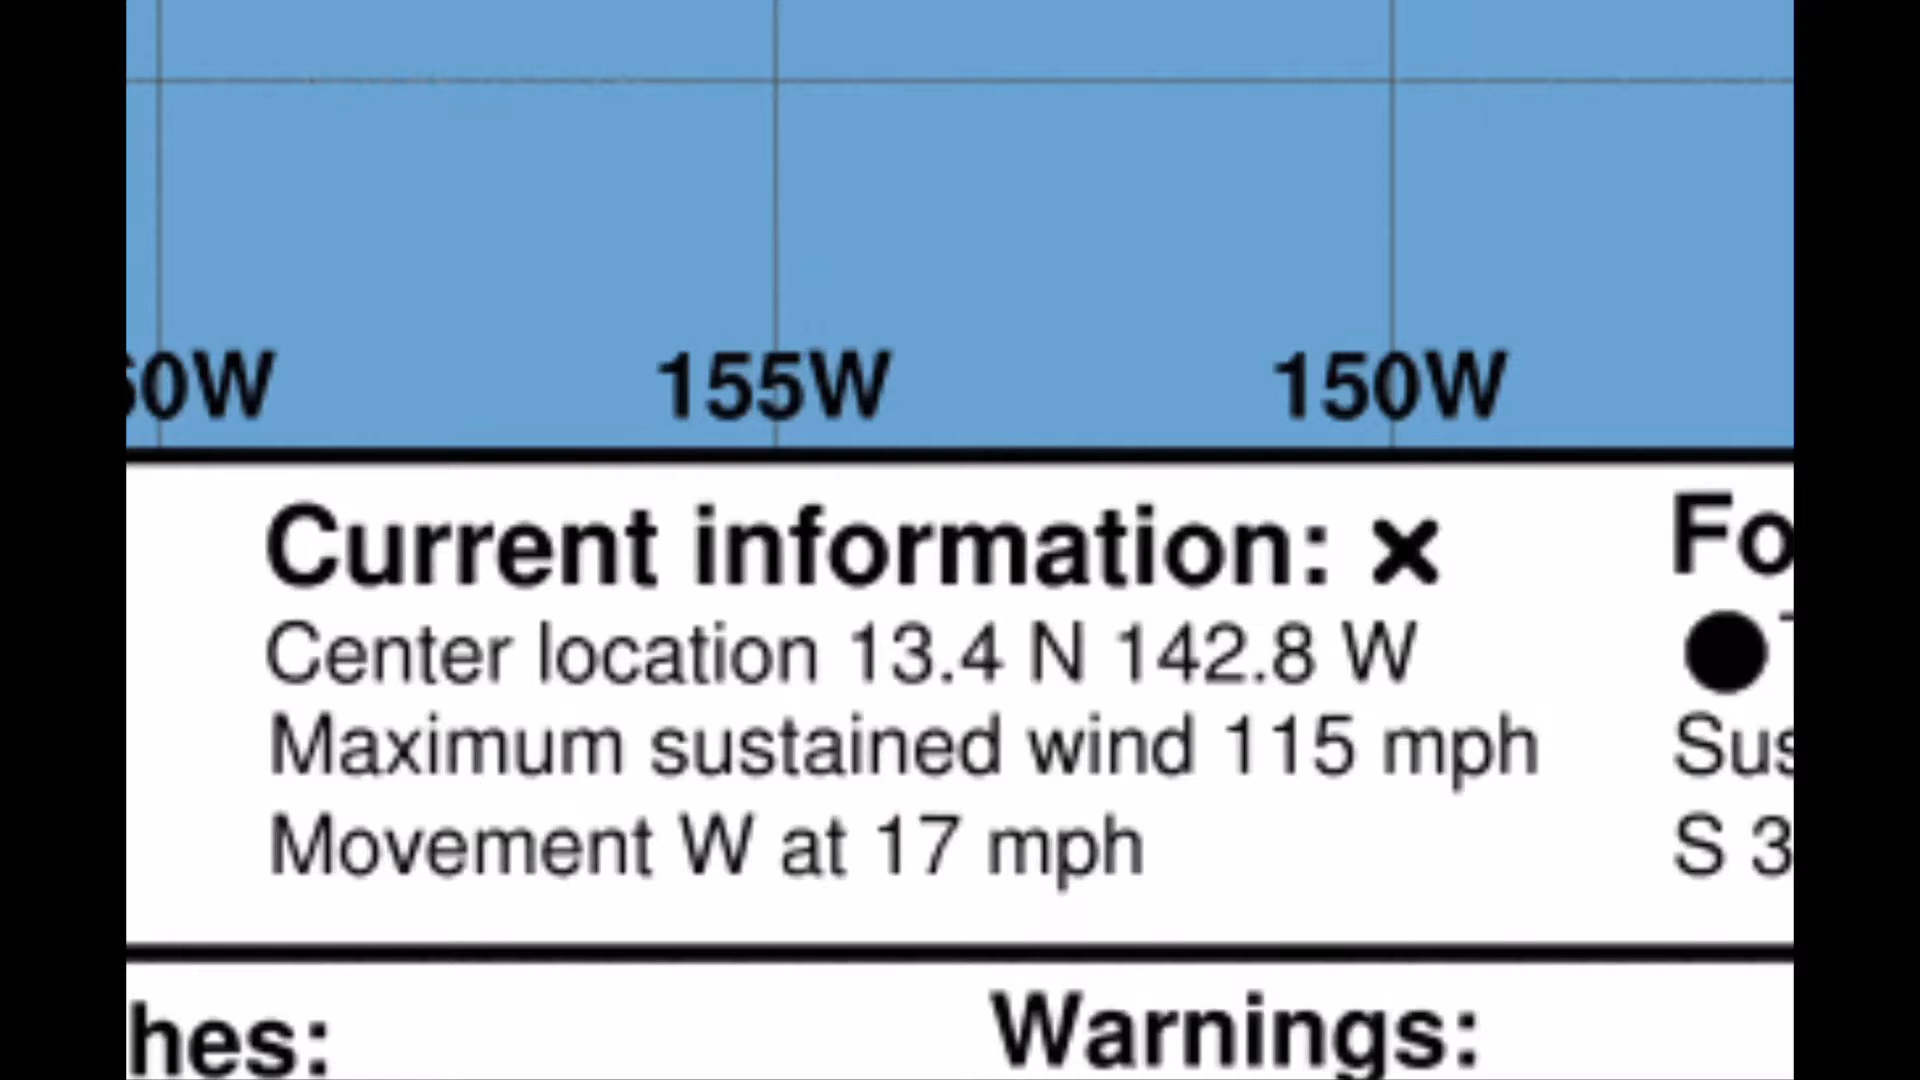 60W 155W 150W
Current information: × Fo
Center location 13.4 N 142.8 W
Maximum sustained wind 115 mph Sus
Movement W at 17 mph S 3
hes: Warnings: